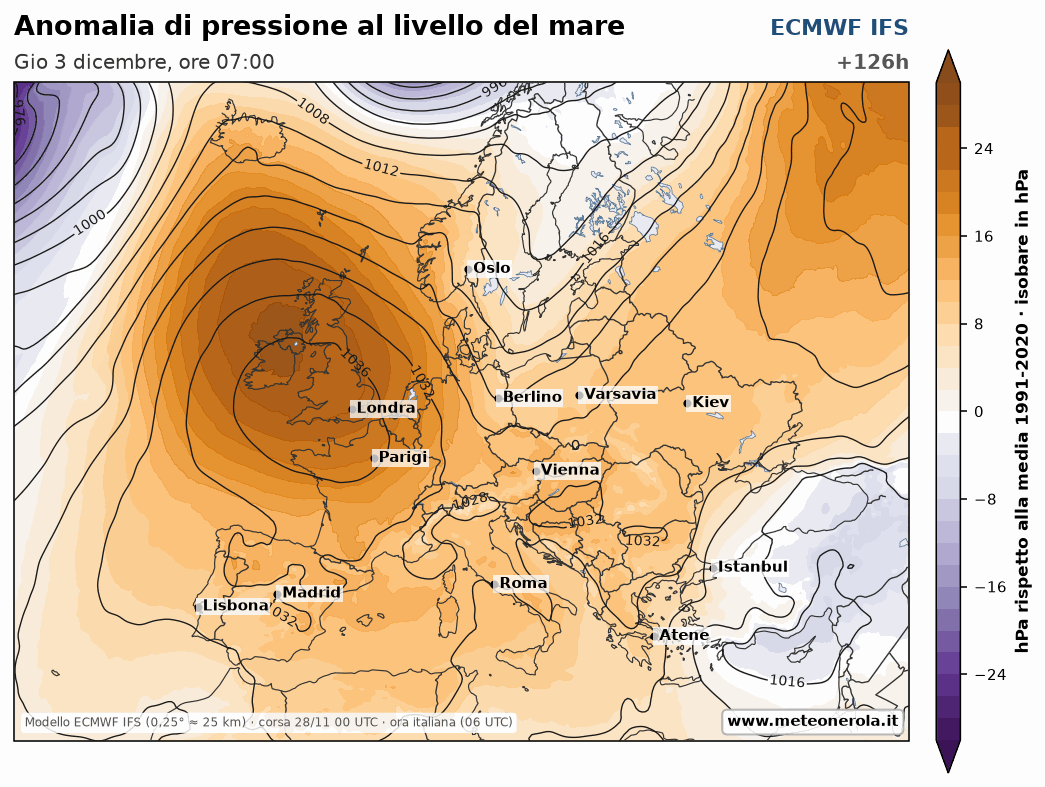 Anomalia di pressione al livello del mare
ECMWF IFS
Gio 3 dicembre, ore 07:00
+126h
976
996
1008
1012
1000
1016
Oslo
1036
1032
Berlino
Varsavia
Kiev
Londra
0
Parigi
Vienna
1028
1032
1032
Istanbul
Roma
Madrid
Lisbona
032
Atene
1016
Modello ECMWF IFS (0,25° ≈ 25 km) · corsa 28/11 00 UTC · ora italiana (06 UTC)
www.meteonerola.it
24
16
8
0
−8
−16
−24
hPa rispetto alla media 1991-2020 · isobare in hPa